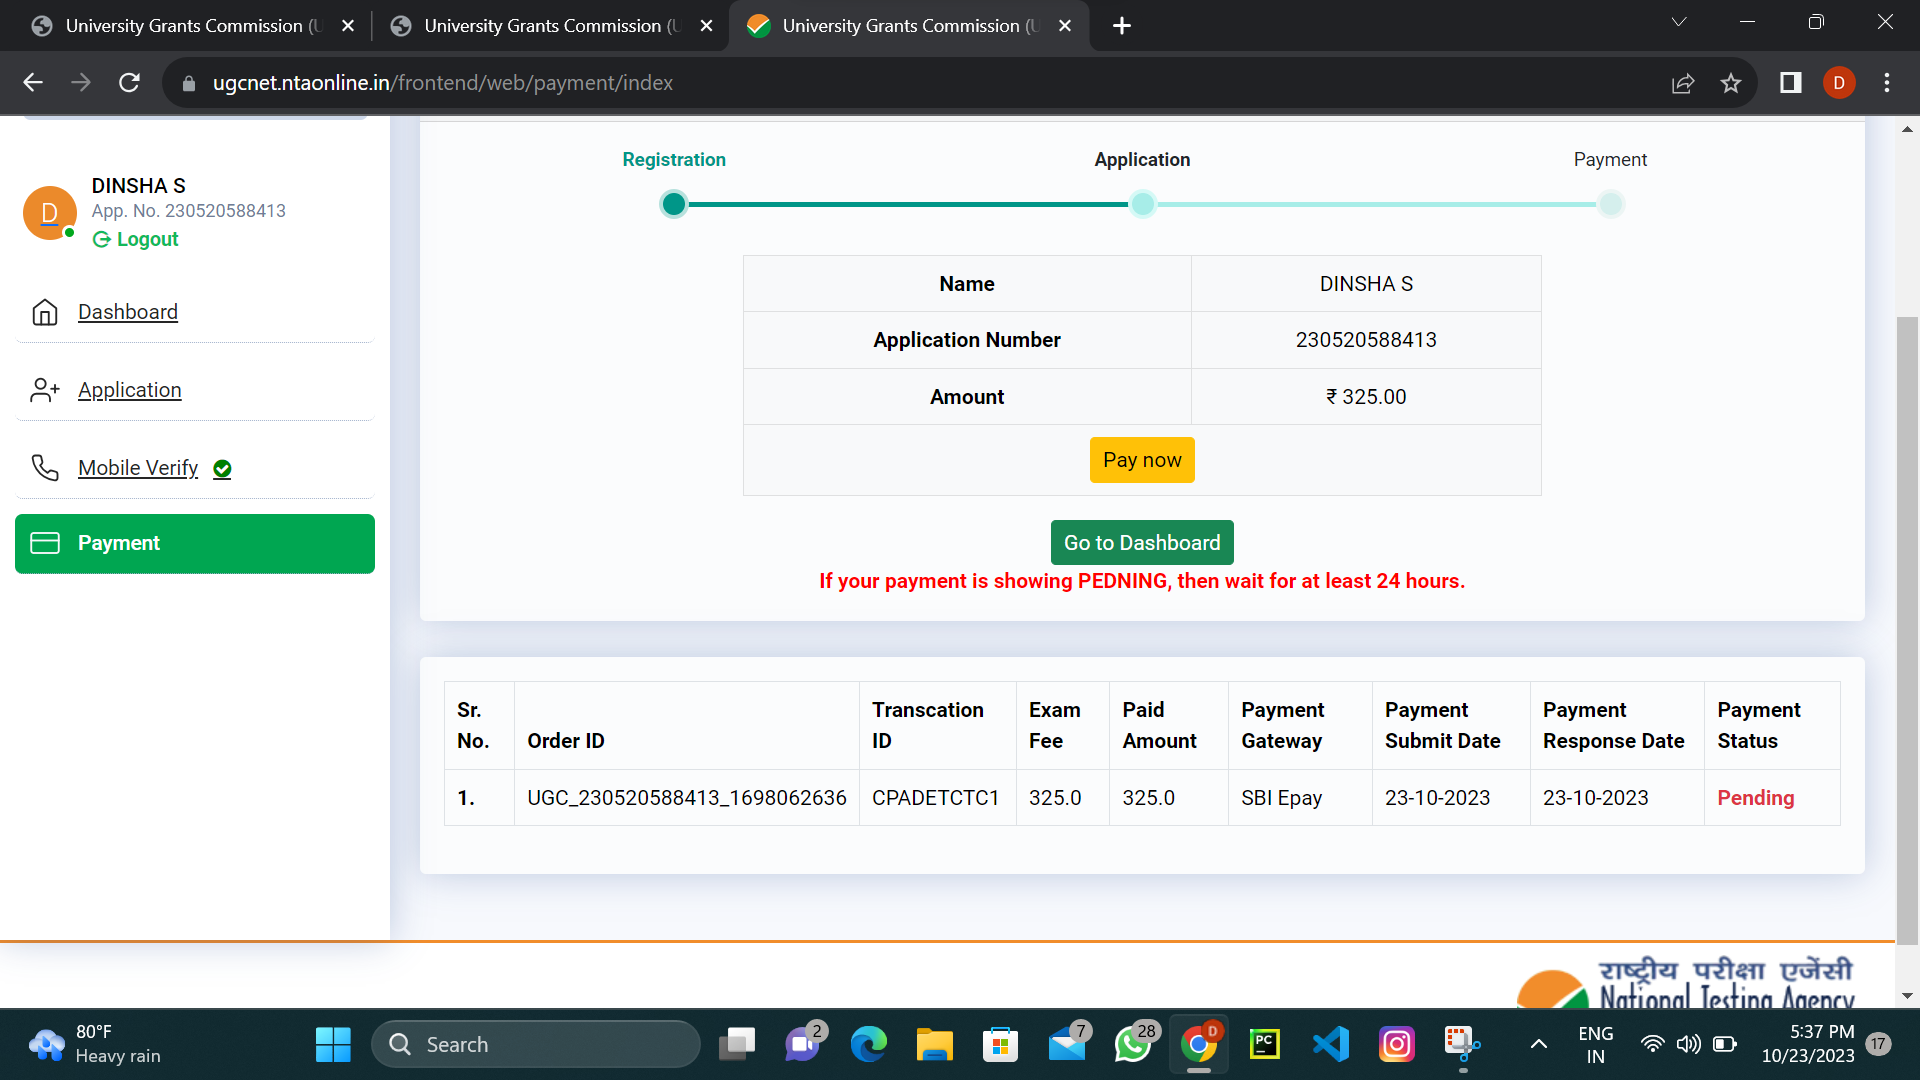 University Grants Commission (U
University Grants Commission (U
University Grants Commission (U
ugcnet.ntaonline.in/frontend/web/payment/index
D
D
DINSHA S
App. No. 230520588413
Logout
Dashboard
Application
Mobile Verify
Payment
Registration
Application
Payment
Name DINSHA S
Application Number 230520588413
Amount ₹ 325.00
Pay now
Go to Dashboard
If your payment is showing PEDNING, then wait for at least 24 hours.
Sr. No. Order ID Transcation ID Exam Fee Paid Amount Payment Gateway Payment Submit Date Payment Response Date Payment Status
1. UGC_230520588413_1698062636 CPADETCTC1 325.0 325.0 SBI Epay 23-10-2023 23-10-2023 Pending
राष्ट्रीय परीक्षा एजेंसी
National Testing Agency
80°F
Heavy rain
Search
2
7
28
D
PC
ENG
IN
5:37 PM
10/23/2023
17